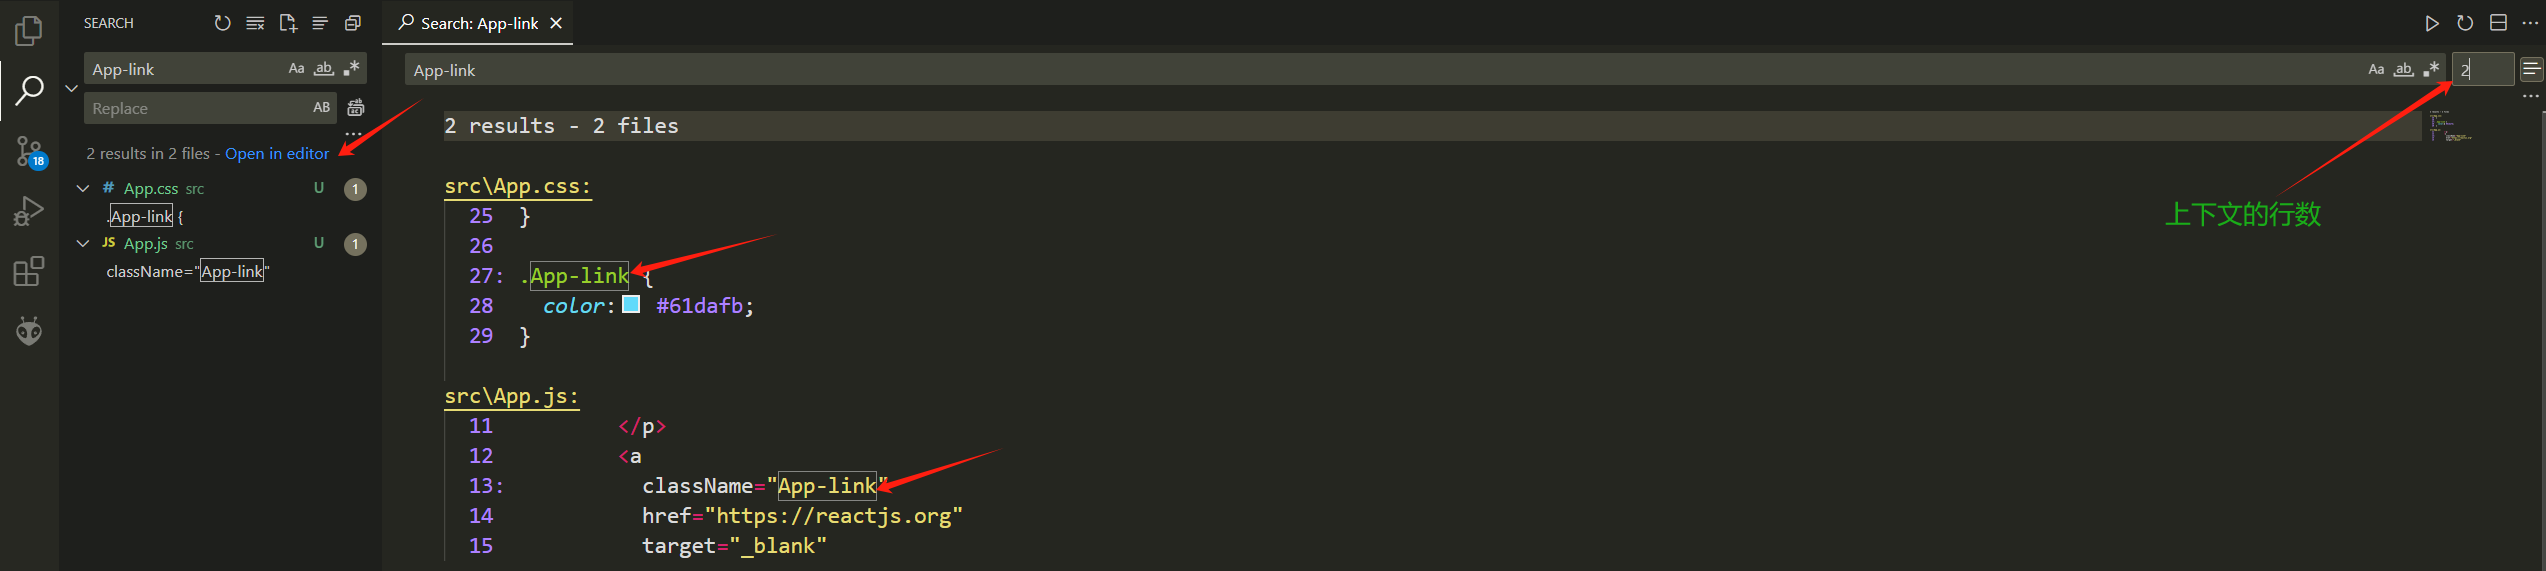 SEARCH
App-link
Aa ab
Replace
AB
2 results in 2 files - Open in editor
18
App.css src U 1
.App-link {
JS App.js src U 1
className="App-link"
Search: App-link
App-link
Aa ab 2
2 results - 2 files
上下文的行数
src\App.css:
25 }
26
27: .App-link {
28 color: #61dafb;
29 }
src\App.js:
11 </p>
12 <a
13: className="App-link"
14 href="https://reactjs.org"
15 target="_blank"